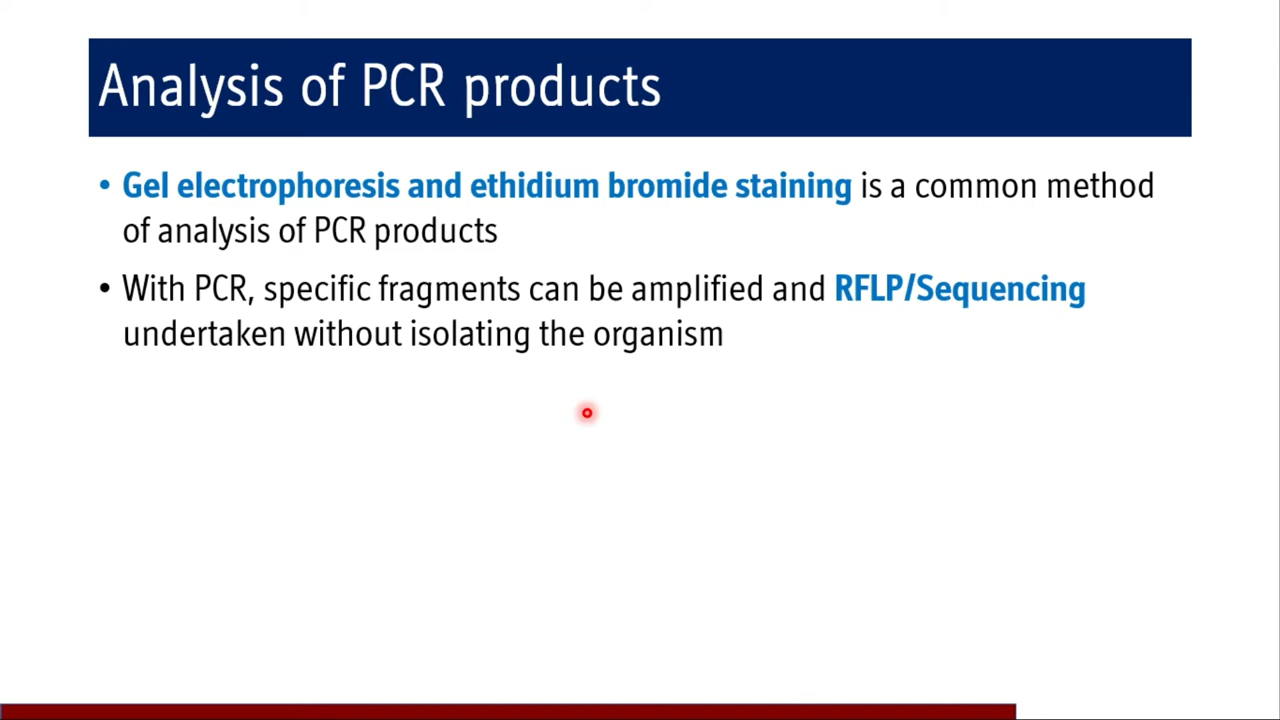 Analysis of PCR products
• Gel electrophoresis and ethidium bromide staining is a common method
of analysis of PCR products
• With PCR, specific fragments can be amplified and RFLP/Sequencing
undertaken without isolating the organism